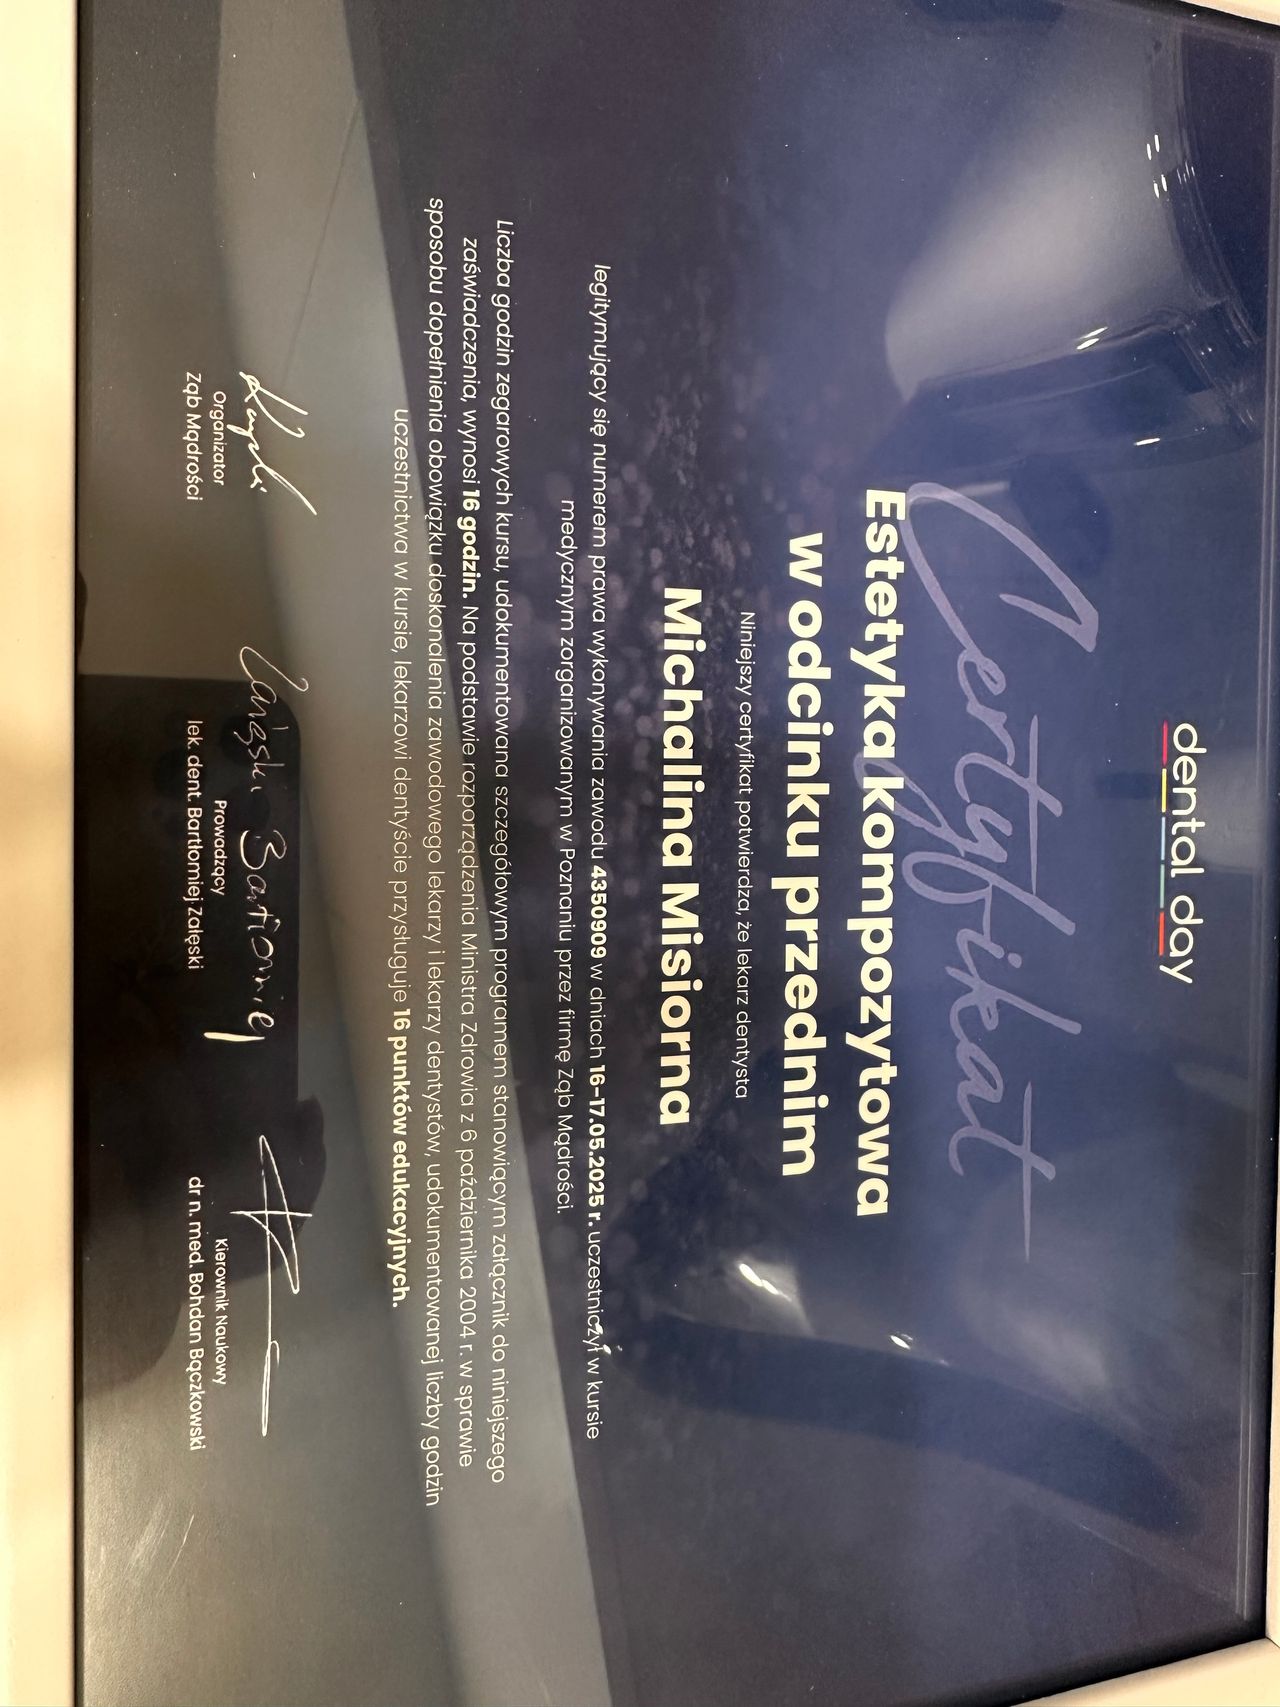 dental day
Certyfikat
Estetyka kompozytowa
w odcinku przednim
Niniejszy certyfikat potwierdza, że lekarz dentysta
Michalina Misiorna
legitymujący się numerem prawa wykonywania zawodu 4350909 w dniach 16-17.05.2025 r. uczestniczył w kursie
medycznym zorganizowanym w Poznaniu przez firmę Ząb Mądrości.
Liczba godzin zegarowych kursu, udokumentowana szczegółowym programem stanowiącym załącznik do niniejszego
zaświadczenia, wynosi 16 godzin. Na podstawie rozporządzenia Ministra Zdrowia z 6 października 2004 r. w sprawie
sposobu dopełnienia obowiązku doskonalenia zawodowego lekarzy i lekarzy dentystów, udokumentowanej liczby godzin
uczestnictwa w kursie, lekarzowi dentyście przysługuje 16 punktów edukacyjnych.
Organizator
Ząb Mądrości
Bartłomiej
Prowadzący
lek. dent. Bartłomiej Załęski
Kierownik Naukowy
dr n. med. Bohdan Bączkowski